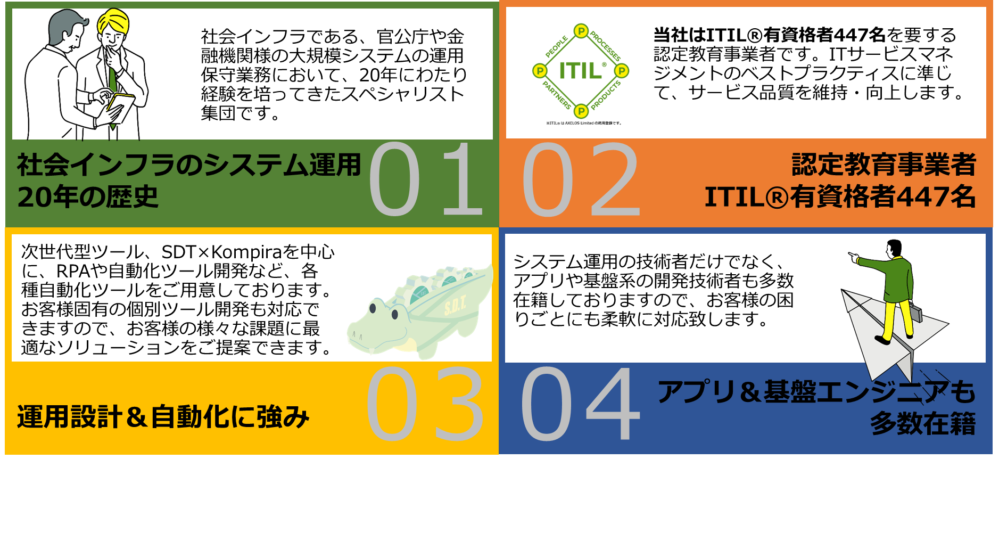 社会インフラである、官公庁や金
融機関様の大規模システムの運用
保守業務において、20年にわたり
経験を培ってきたスペシャリスト
集団です。
社会インフラのシステム運用
20年の歴史
01
PEOPLE
PROCESSES
PARTNERS
PRODUCTS
P
P
P
P
ITIL®
※ITIL® は AXELOS Limited の商用登録です。
当社はITIL®有資格者447名を要する
認定教育事業者です。ITサービスマネ
ジメントのベストプラクティスに準じ
て、サービス品質を維持・向上します。
02
認定教育事業者
ITIL®有資格者447名
次世代型ツール、SDT×Kompiraを中心
に、RPAや自動化ツール開発など、各
種自動化ツールをご用意しております。
お客様固有の個別ツール開発も対応で
きますので、お客様の様々な課題に最
適なソリューションをご提案できます。
S.D.T.
運用設計＆自動化に強み
03
システム運用の技術者だけでなく、
アプリや基盤系の開発技術者も多数
在籍しておりますので、お客様の困
りごとにも柔軟に対応致します。
04
アプリ＆基盤エンジニアも
多数在籍